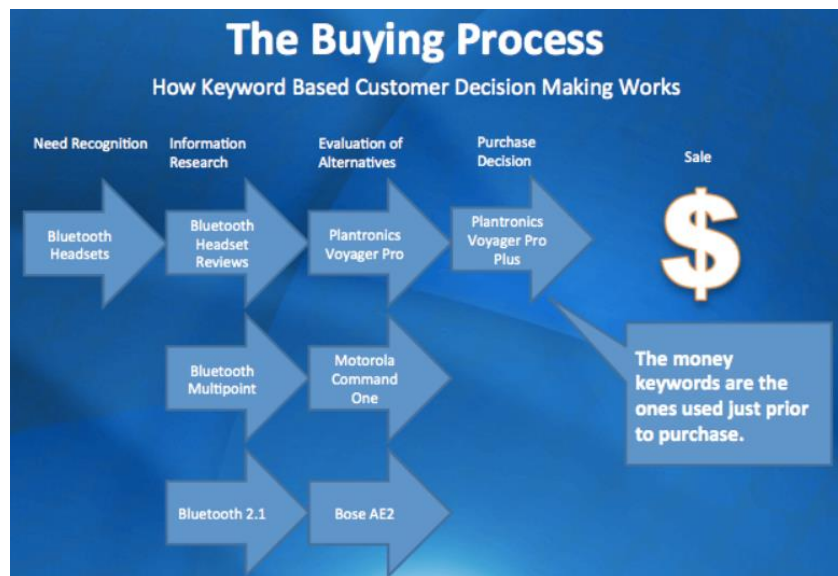 The Buying Process
How Keyword Based Customer Decision Making Works
Need Recognition
Information
Research
Evaluation of
Alternatives
Purchase
Decision
Sale
Bluetooth
Headsets
Bluetooth
Headset
Reviews
Plantronics
Voyager Pro
Plantronics
Voyager Pro
Plus
$
Bluetooth
Multipoint
Motorola
Command
One
The money
keywords are the
ones used just prior
to purchase.
Bluetooth 2.1
Bose AE2